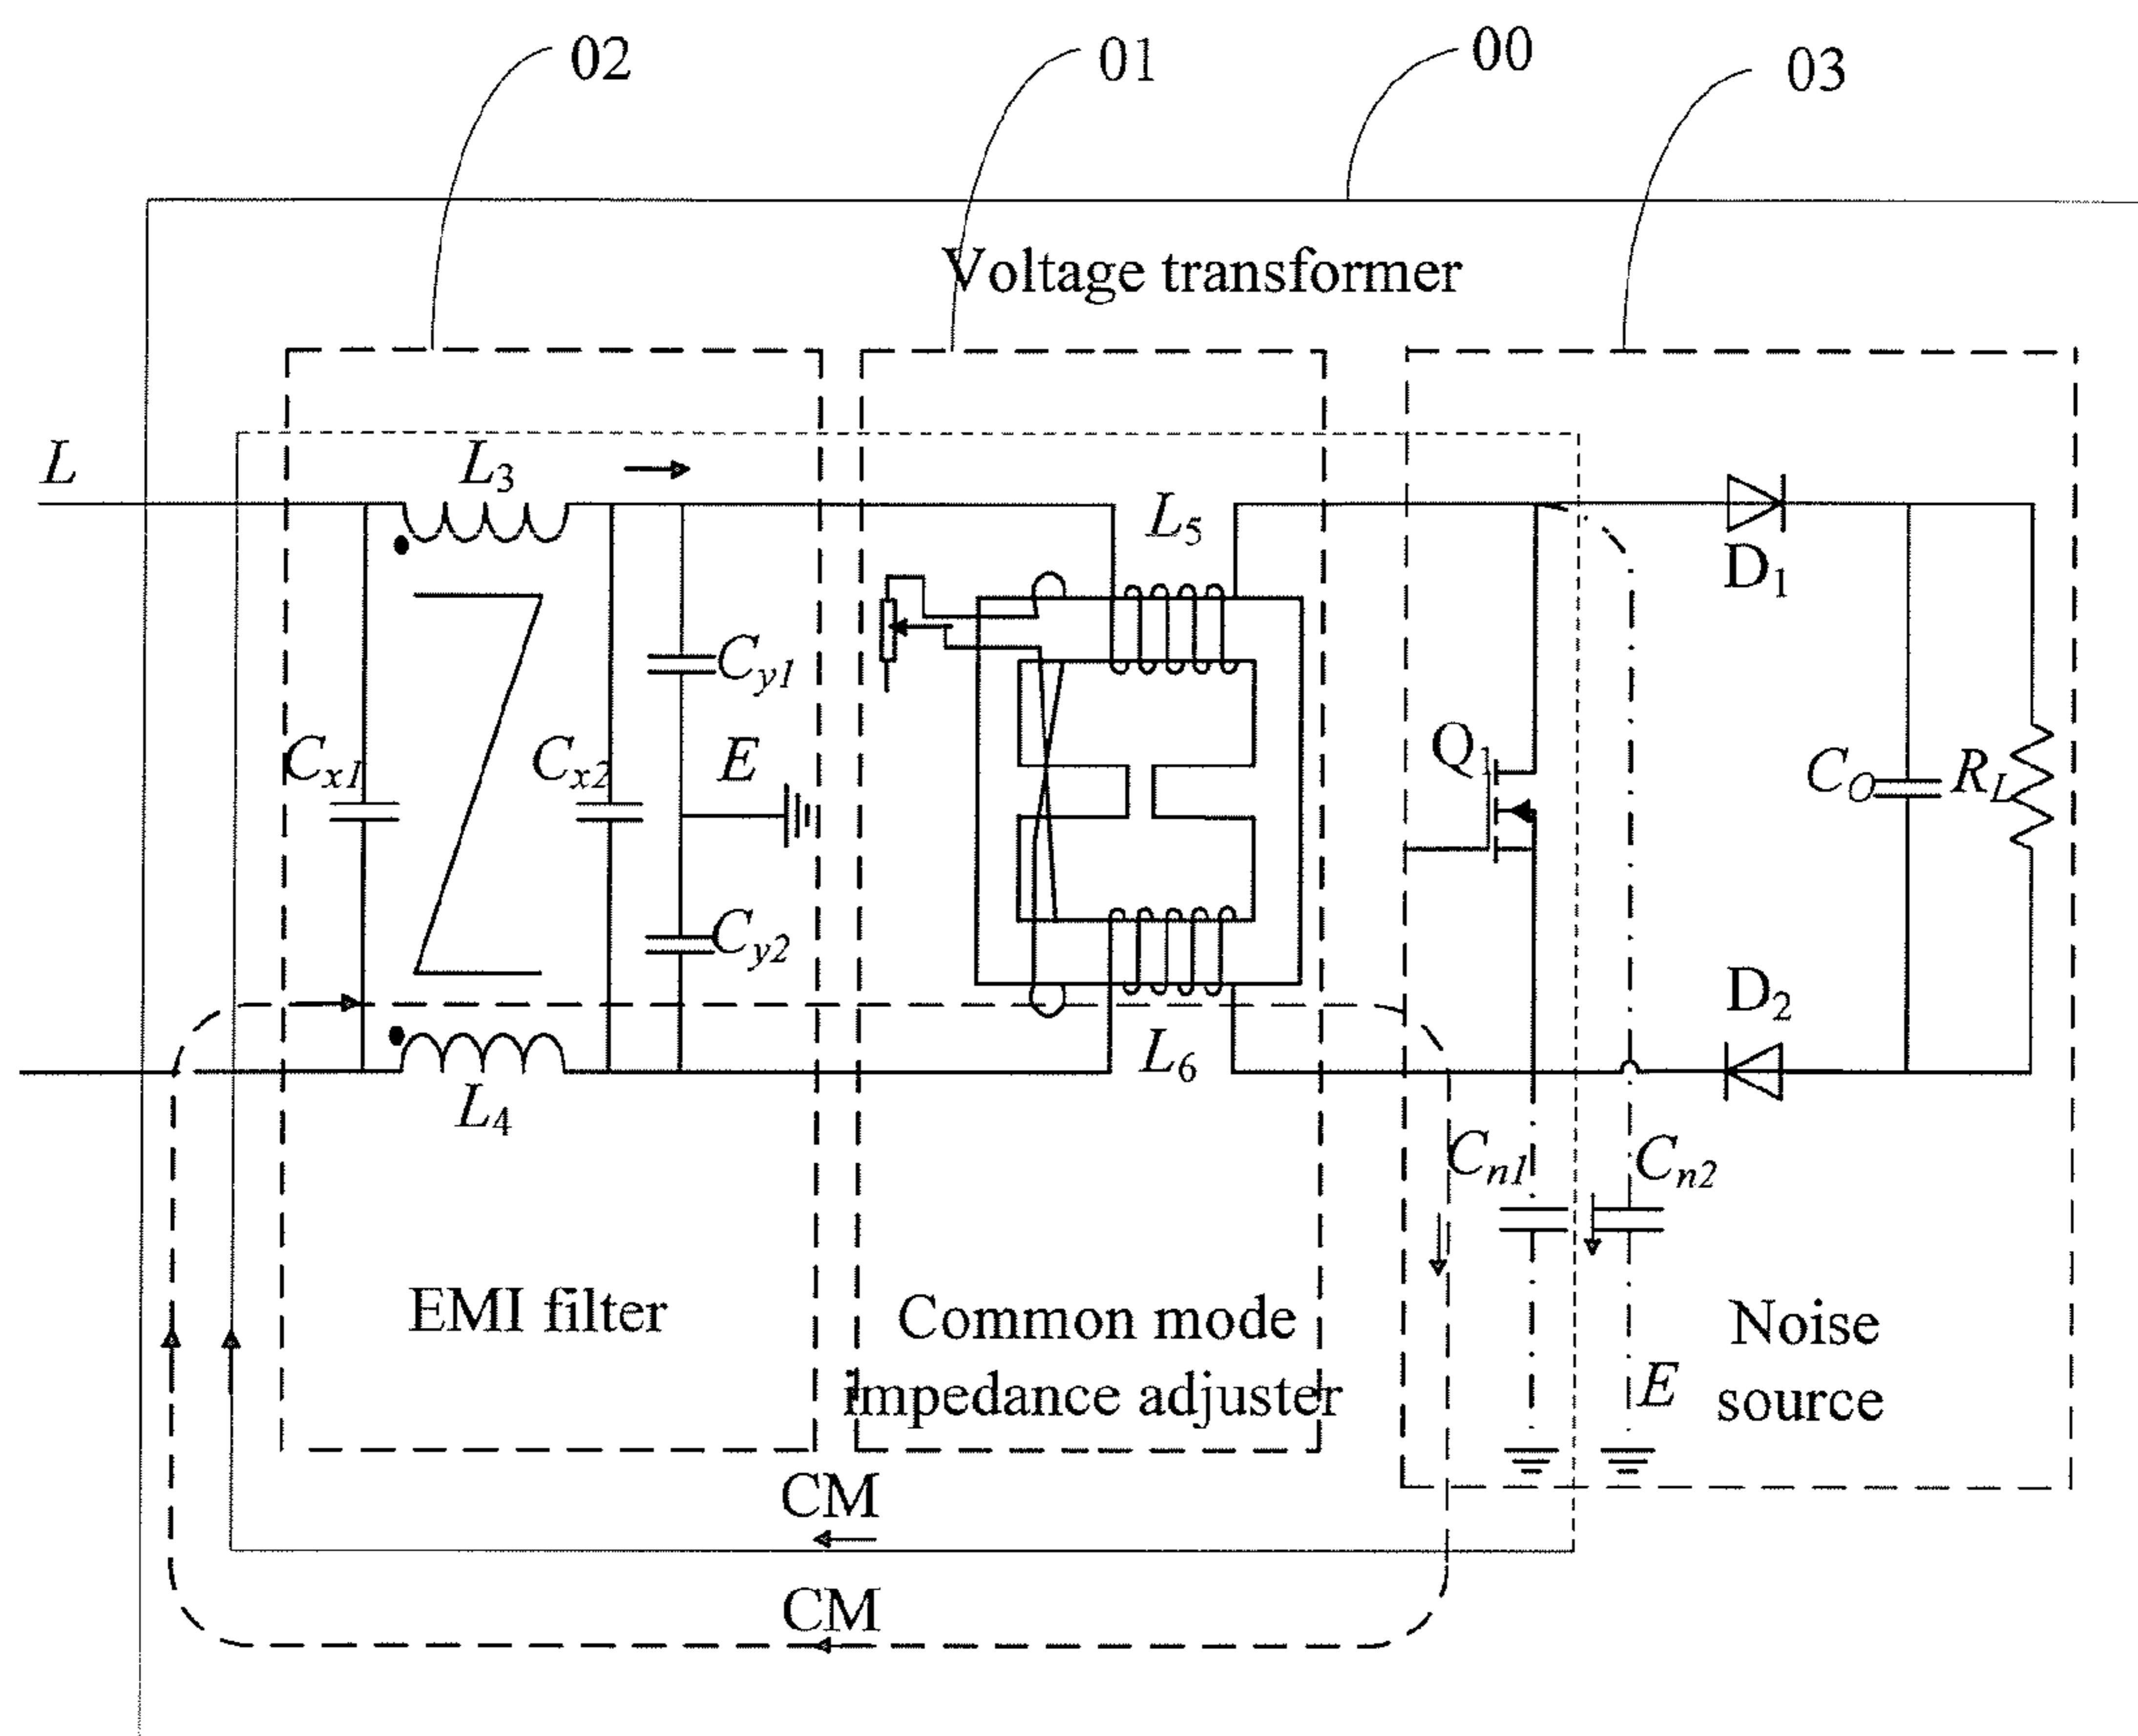 02
01
00
03
Voltage transformer
L
L3
L5
D1
Cy1
Cx1
Cx2
E
Q1
CO
RL
Cy2
D2
L6
L4
Cn1
Cn2
EMI filter
Common mode
impedance adjuster
Noise
source
E
CM
CM